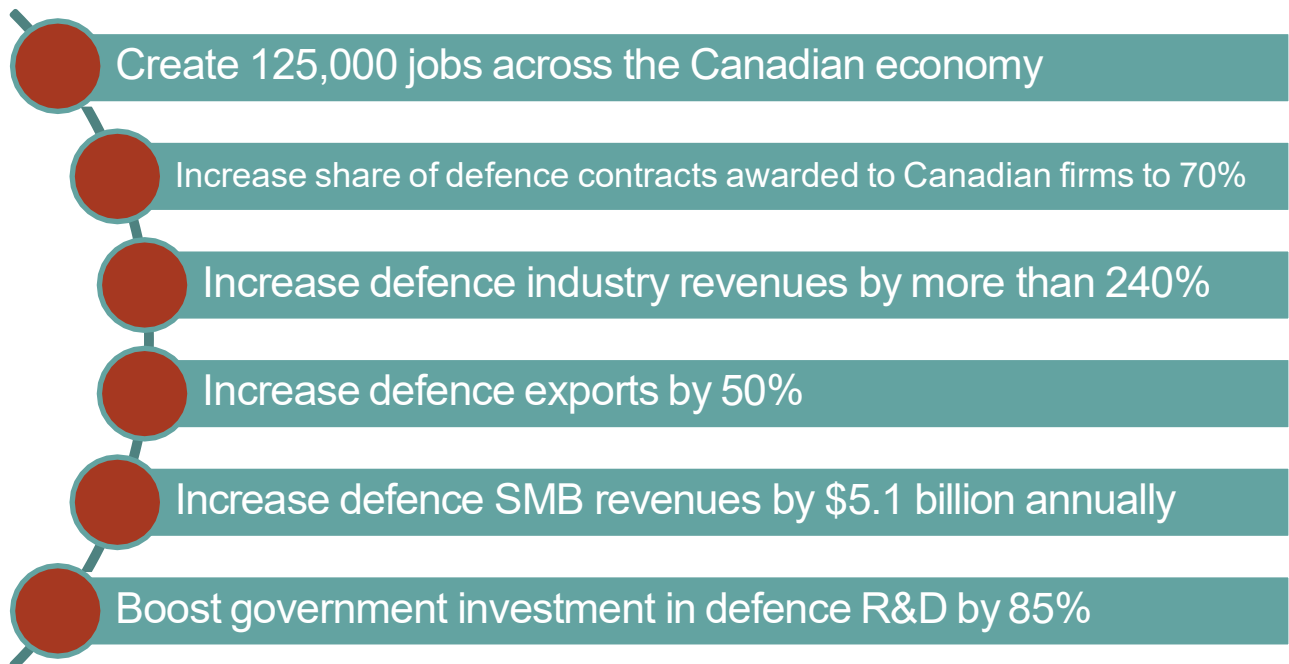 Create 125,000 jobs across the Canadian economy
Increase share of defence contracts awarded to Canadian firms to 70%
Increase defence industry revenues by more than 240%
Increase defence exports by 50%
Increase defence SMB revenues by $5.1 billion annually
Boost government investment in defence R&D by 85%